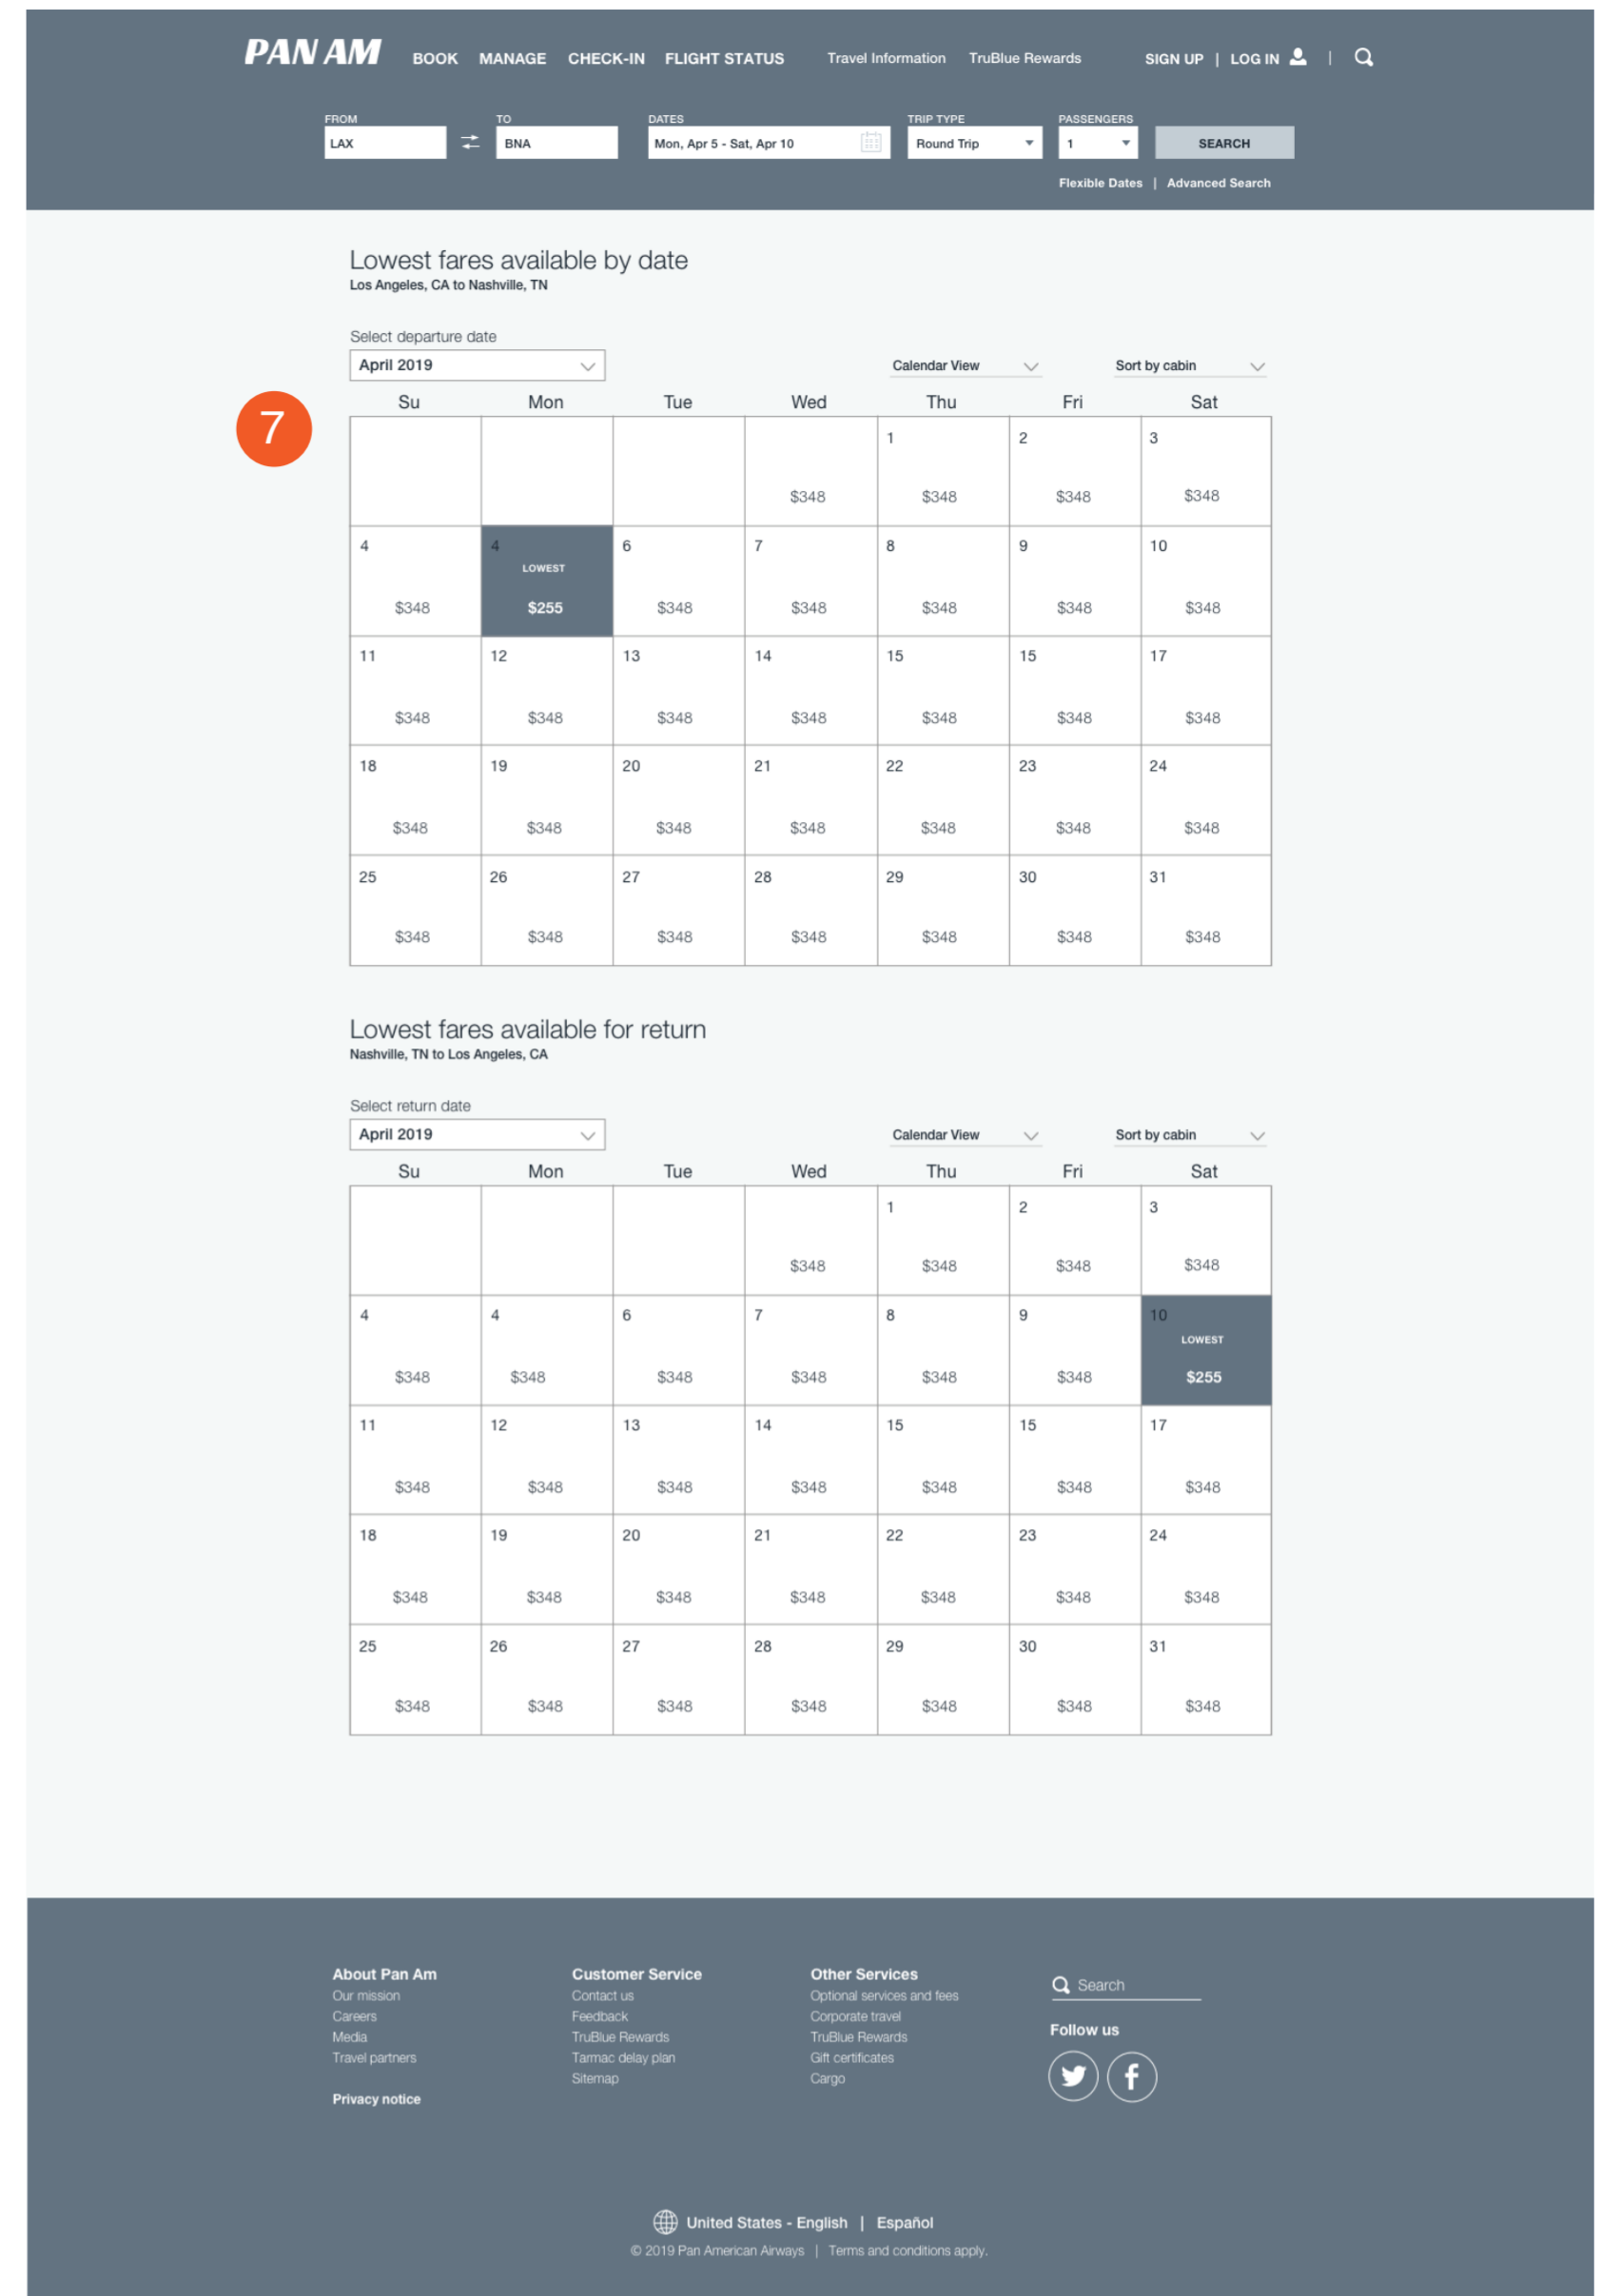 PAN AM BOOK MANAGE CHECK-IN FLIGHT STATUS Travel Information TruBlue Rewards SIGN UP | LOG IN |
FROM TO DATES TRIP TYPE PASSENGERS
LAX BNA Mon, Apr 5 - Sat, Apr 10 Round Trip 1 SEARCH
Flexible Dates | Advanced Search
Lowest fares available by date
Los Angeles, CA to Nashville, TN
Select departure date
April 2019 Calendar View Sort by cabin
Su Mon Tue Wed Thu Fri Sat
7
1 2 3
$348 $348 $348 $348
4 4 6 7 8 9 10
LOWEST
$348 $255 $348 $348 $348 $348 $348
11 12 13 14 15 15 17
$348 $348 $348 $348 $348 $348 $348
18 19 20 21 22 23 24
$348 $348 $348 $348 $348 $348 $348
25 26 27 28 29 30 31
$348 $348 $348 $348 $348 $348 $348
Lowest fares available for return
Nashville, TN to Los Angeles, CA
Select return date
April 2019 Calendar View Sort by cabin
Su Mon Tue Wed Thu Fri Sat
1 2 3
$348 $348 $348 $348
4 4 6 7 8 9 10
LOWEST
$348 $348 $348 $348 $348 $348 $255
11 12 13 14 15 15 17
$348 $348 $348 $348 $348 $348 $348
18 19 20 21 22 23 24
$348 $348 $348 $348 $348 $348 $348
25 26 27 28 29 30 31
$348 $348 $348 $348 $348 $348 $348
About Pan Am
Our mission
Careers
Media
Travel partners
Privacy notice
Customer Service
Contact us
Feedback
TruBlue Rewards
Tarmac delay plan
Sitemap
Other Services
Optional services and fees
Corporate travel
TruBlue Rewards
Gift certificates
Cargo
Search
Follow us
United States - English | Español
© 2019 Pan American Airways | Terms and conditions apply.